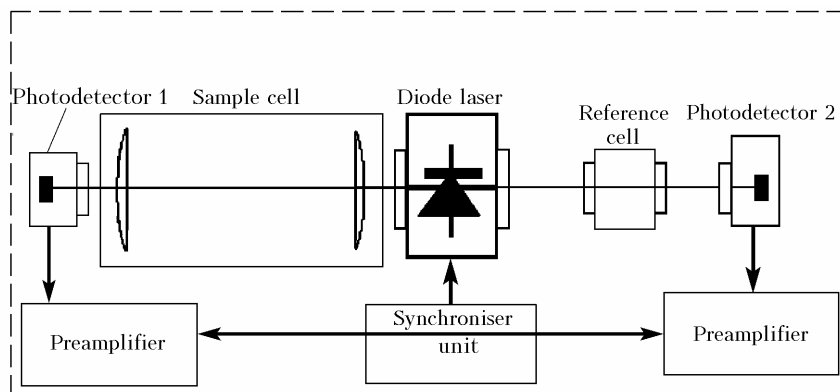 Photodetector 1
Sample cell
Diode laser
Reference
cell
Photodetector 2
Preamplifier
Synchroniser
unit
Preamplifier